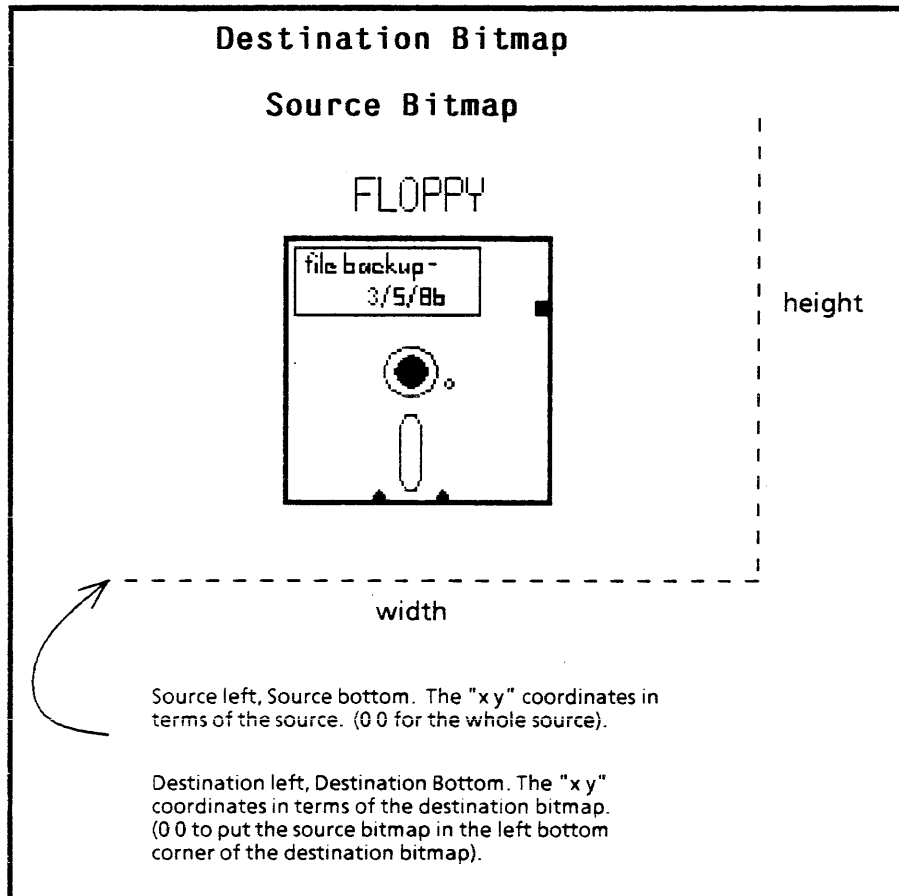 Destination Bitmap
Source Bitmap
FLOPPY
file backup-
3/5/86
height
width
Source left, Source bottom. The "x y" coordinates in
terms of the source. (0 0 for the whole source).
Destination left, Destination Bottom. The "x y"
coordinates in terms of the destination bitmap.
(0 0 to put the source bitmap in the left bottom
corner of the destination bitmap).